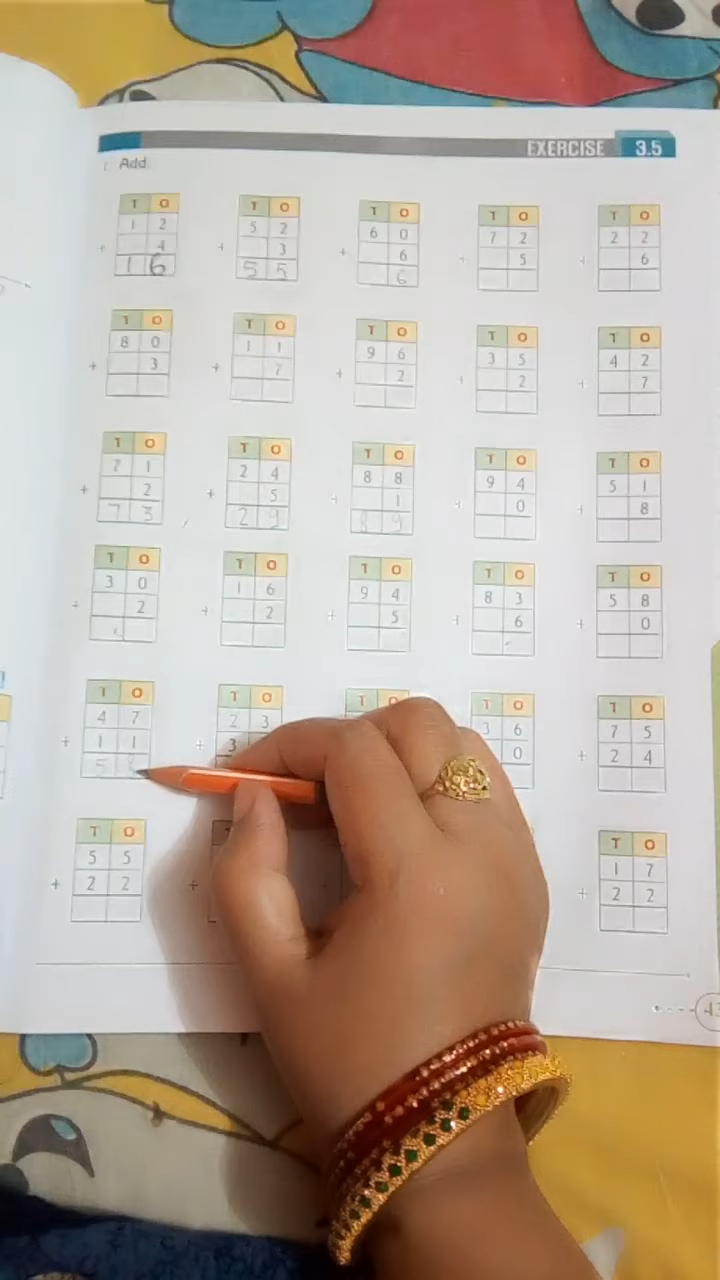 EXERCISE 3.5
1. Add.
T O T O T O T O T O
1 2 5 2 6 0 7 2 2 2
+ 4 + 3 + 6 + 5 + 6
1 6 5 5 6
T O T O T O T O T O
8 0 1 1 9 6 3 5 4 2
+ 3 + 7 + 2 + 2 + 7
T O T O T O T O T O
7 1 2 4 8 8 9 4 5 1
+ 2 + 5 + 1 + 0 + 8
7 3 2 9 8 9
T O T O T O T O T O
3 0 1 6 9 4 8 3 5 8
+ 2 + 2 + 5 + 6 + 0
T O T O T O T O T O
4 7 2 3 3 6 7 5
+ 1 1 + 3 0 + 2 4
5 8
T O T O
5 5 1 7
+ 2 2 + + 2 2